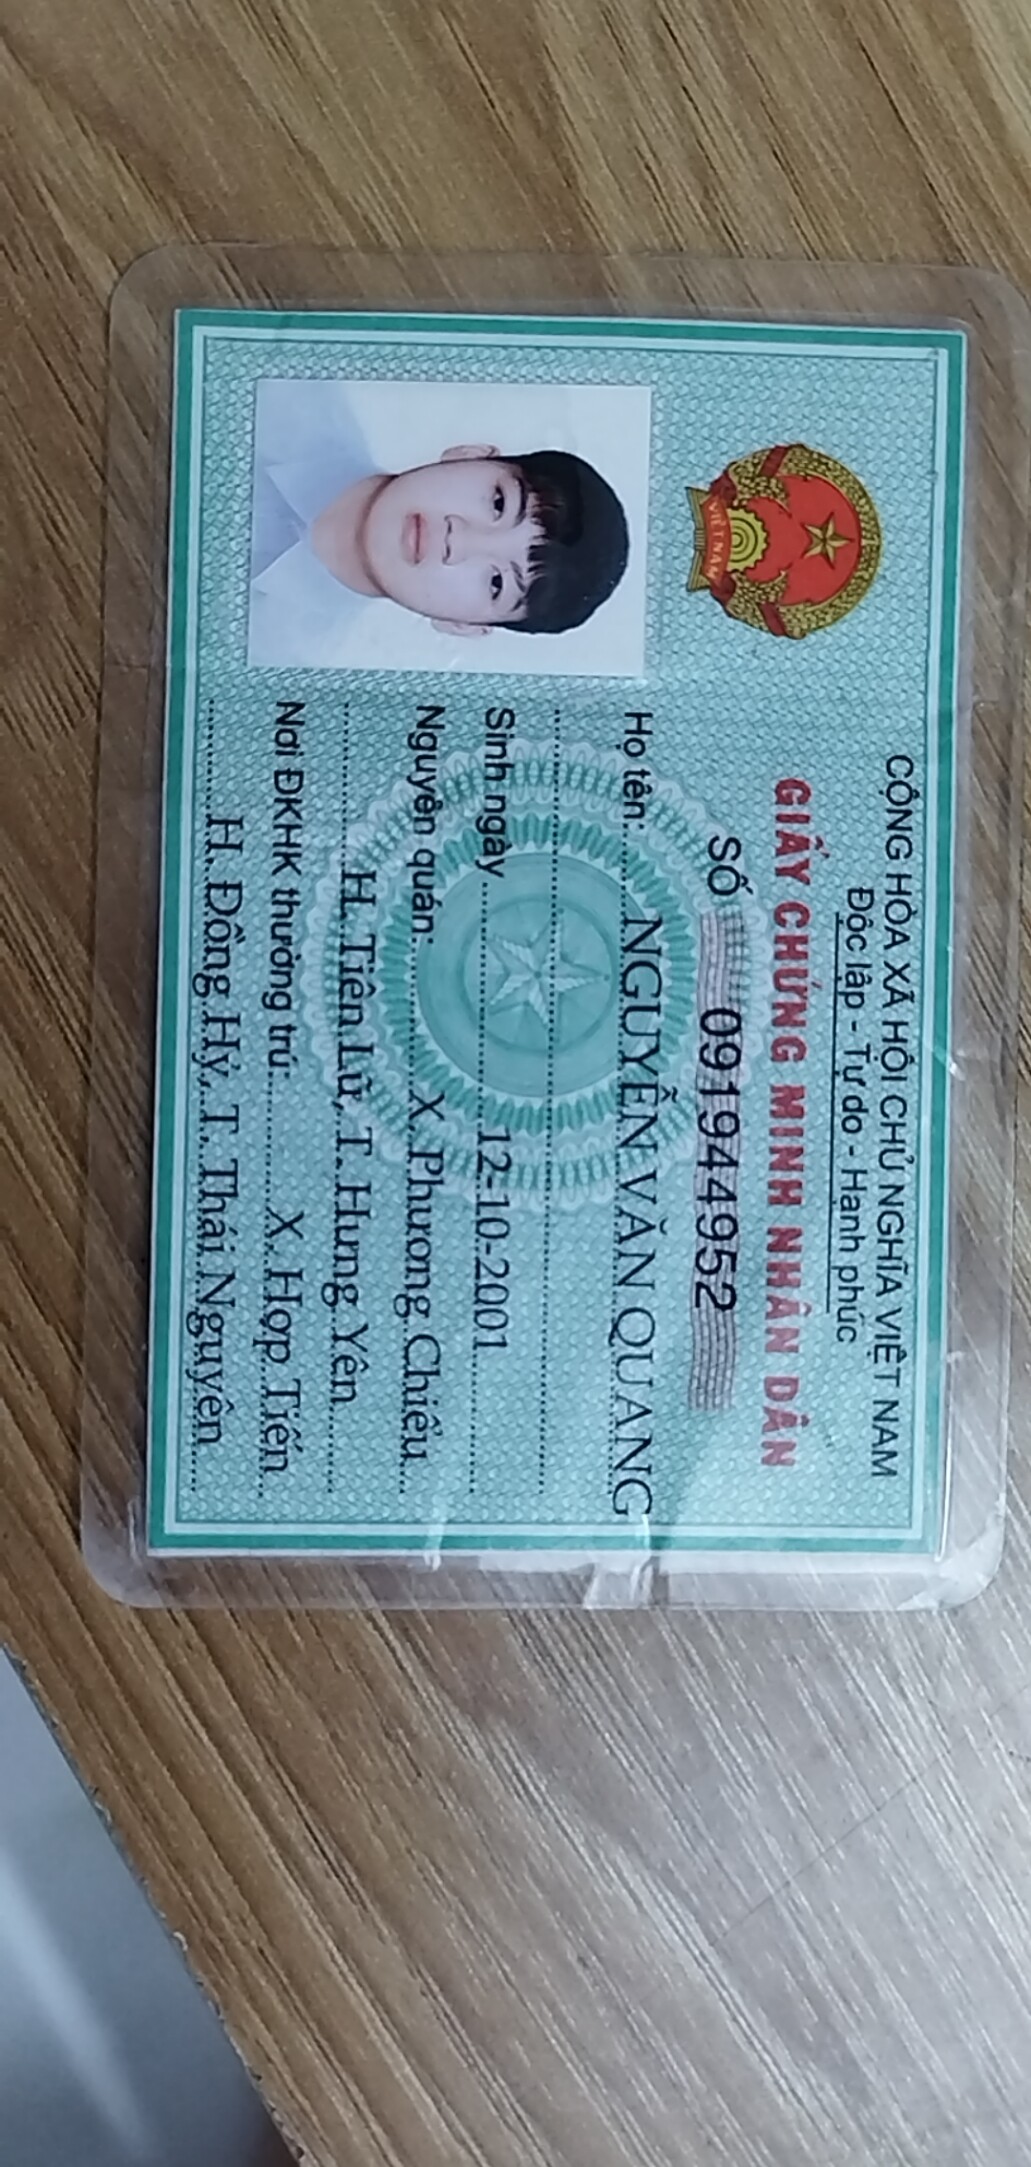 CỘNG HÒA XÃ HỘI CHỦ NGHĨA VIỆT NAM
Độc lập - Tự do - Hạnh phúc
GIẤY CHỨNG MINH NHÂN DÂN
SỐ 091944952
Họ tên: NGUYỄN VĂN QUANG
Sinh ngày 12-10-2001
Nguyên quán: X. Phương Chiểu
H. Tiên Lữ, T. Hưng Yên
Nơi ĐKHK thường trú: X. Hợp Tiến
H. Đồng Hỷ, T. Thái Nguyên
VIỆT NAM